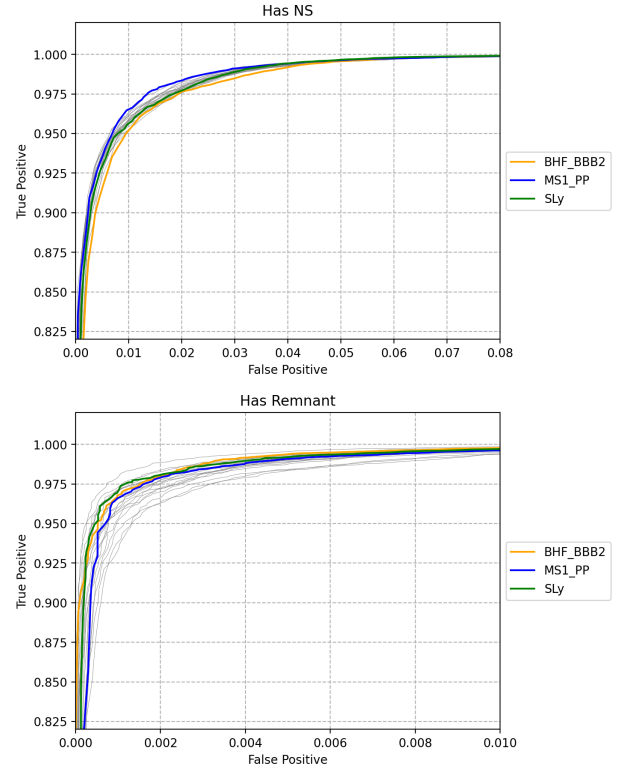 Has NS
1.000
0.975
0.950
0.925
0.900
0.875
0.850
0.825
True Positive
0.00 0.01 0.02 0.03 0.04 0.05 0.06 0.07 0.08
False Positive
BHF_BBB2
MS1_PP
SLy
Has Remnant
1.000
0.975
0.950
0.925
0.900
0.875
0.850
0.825
True Positive
0.000 0.002 0.004 0.006 0.008 0.010
False Positive
BHF_BBB2
MS1_PP
SLy